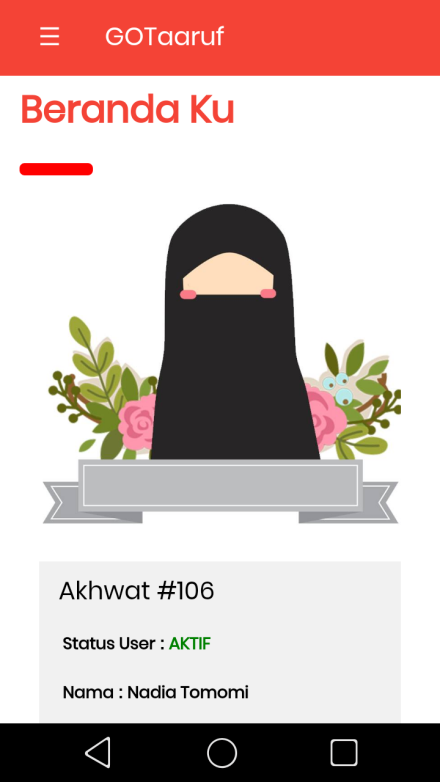 GOTaaruf
Beranda Ku
Akhwat #106
Status User : AKTIF
Nama : Nadia Tomomi